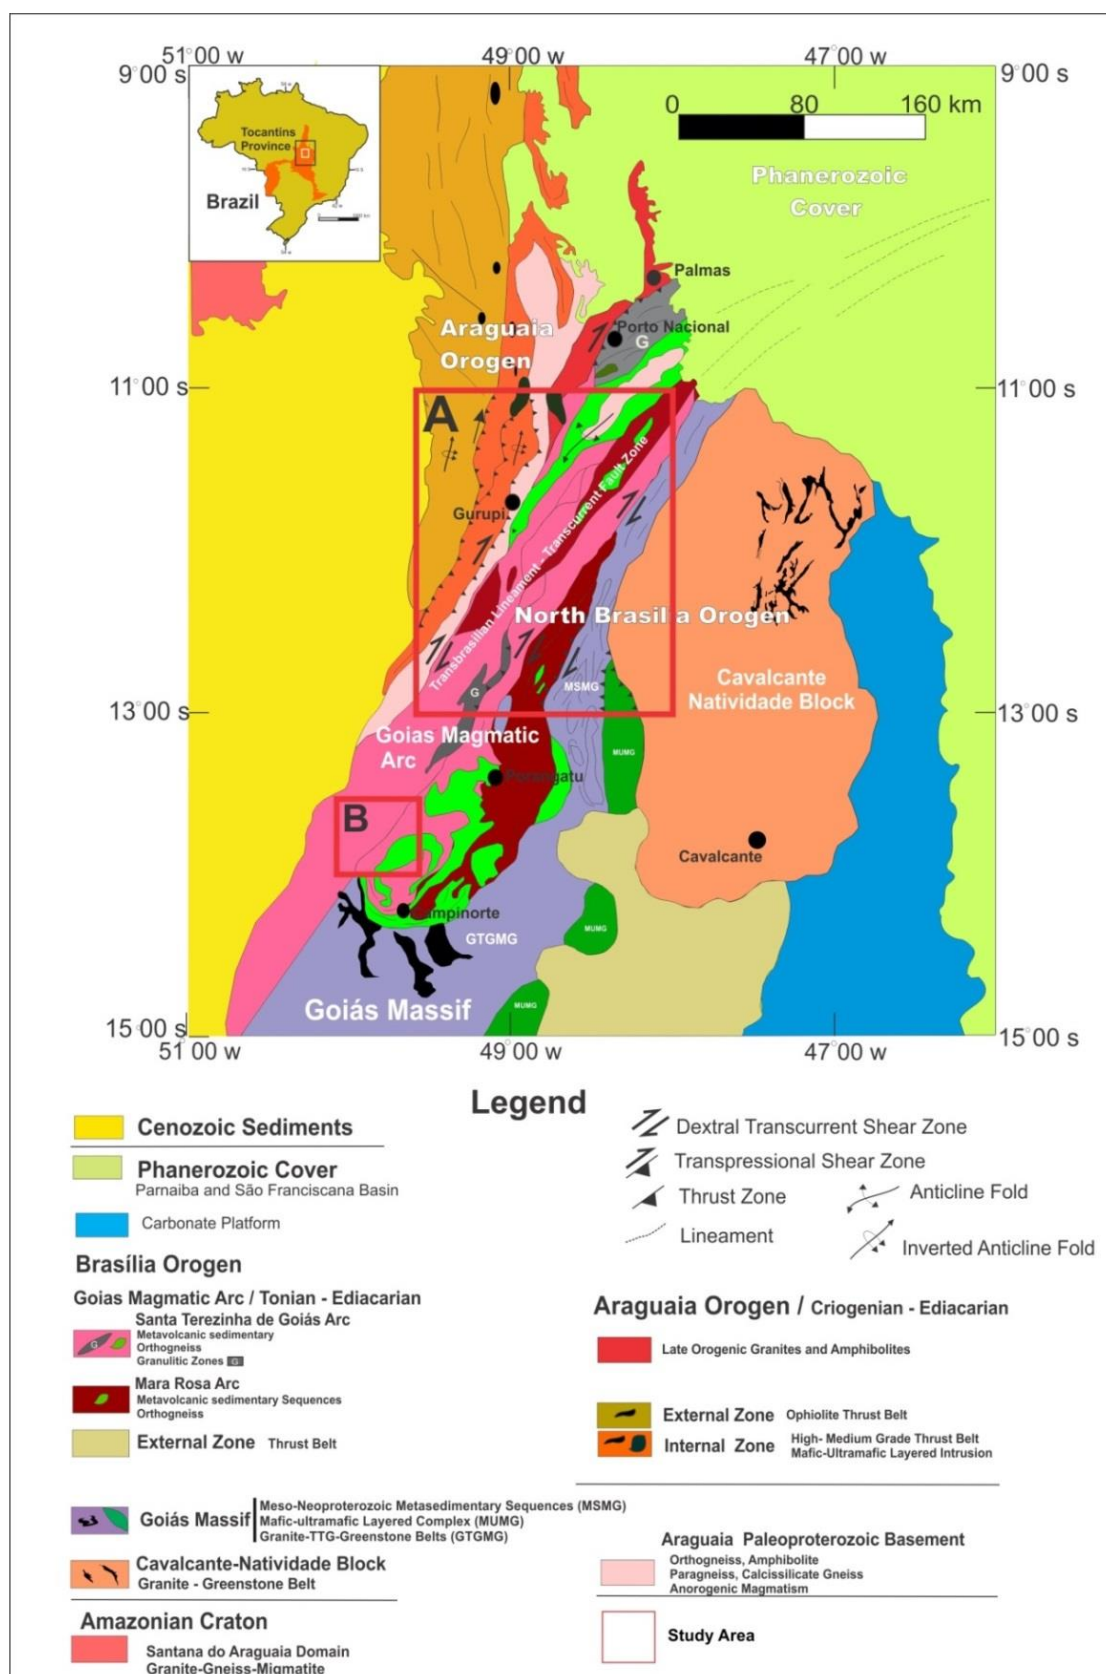 51°00 w
49°00 w
47°00 w
9°00 s
9°00 s
Tocantins
Province
Brazil
0 80 160 km
Phanerozoic
Cover
Palmas
Porto Nacional
G
Araguaia
Orogen
11°00 s
11°00 s
A
Gurupi
Transbrasilian Lineament - Transcurrent Fault Zone
North Brasilia Orogen
Cavalcante
Natividade Block
MSMG
G
13°00 s
13°00 s
Goias Magmatic
Arc
MUMG
Porangatu
B
Cavalcante
Campinorte
GTGMG
MUMG
Goiás Massif
MUMG
15°00 s
15°00 s
51°00 w
49°00 w
47°00 w
Legend
Cenozoic Sediments
Phanerozoic Cover
Parnaiba and São Franciscana Basin
Carbonate Platform
Dextral Transcurrent Shear Zone
Transpressional Shear Zone
Thrust Zone
Anticline Fold
Lineament
Inverted Anticline Fold
Brasília Orogen
Goias Magmatic Arc / Tonian - Ediacarian
Santa Terezinha de Goiás Arc
Metavolcanic sedimentary
Orthogneiss
Granulitic Zones G
G
Mara Rosa Arc
Metavolcanic sedimentary Sequences
Orthogneiss
External Zone Thrust Belt
Goiás Massif
Meso-Neoproterozoic Metasedimentary Sequences (MSMG)
Mafic-ultramafic Layered Complex (MUMG)
Granite-TTG-Greenstone Belts (GTGMG)
Cavalcante-Natividade Block
Granite - Greenstone Belt
Amazonian Craton
Santana do Araguaia Domain
Granite-Gneiss-Migmatite
Araguaia Orogen / Criogenian - Ediacarian
Late Orogenic Granites and Amphibolites
External Zone Ophiolite Thrust Belt
Internal Zone High- Medium Grade Thrust Belt
Mafic-Ultramafic Layered Intrusion
Araguaia Paleoproterozoic Basement
Orthogneiss, Amphibolite
Paragneiss, Calcissilicate Gneiss
Anorogenic Magmatism
Study Area